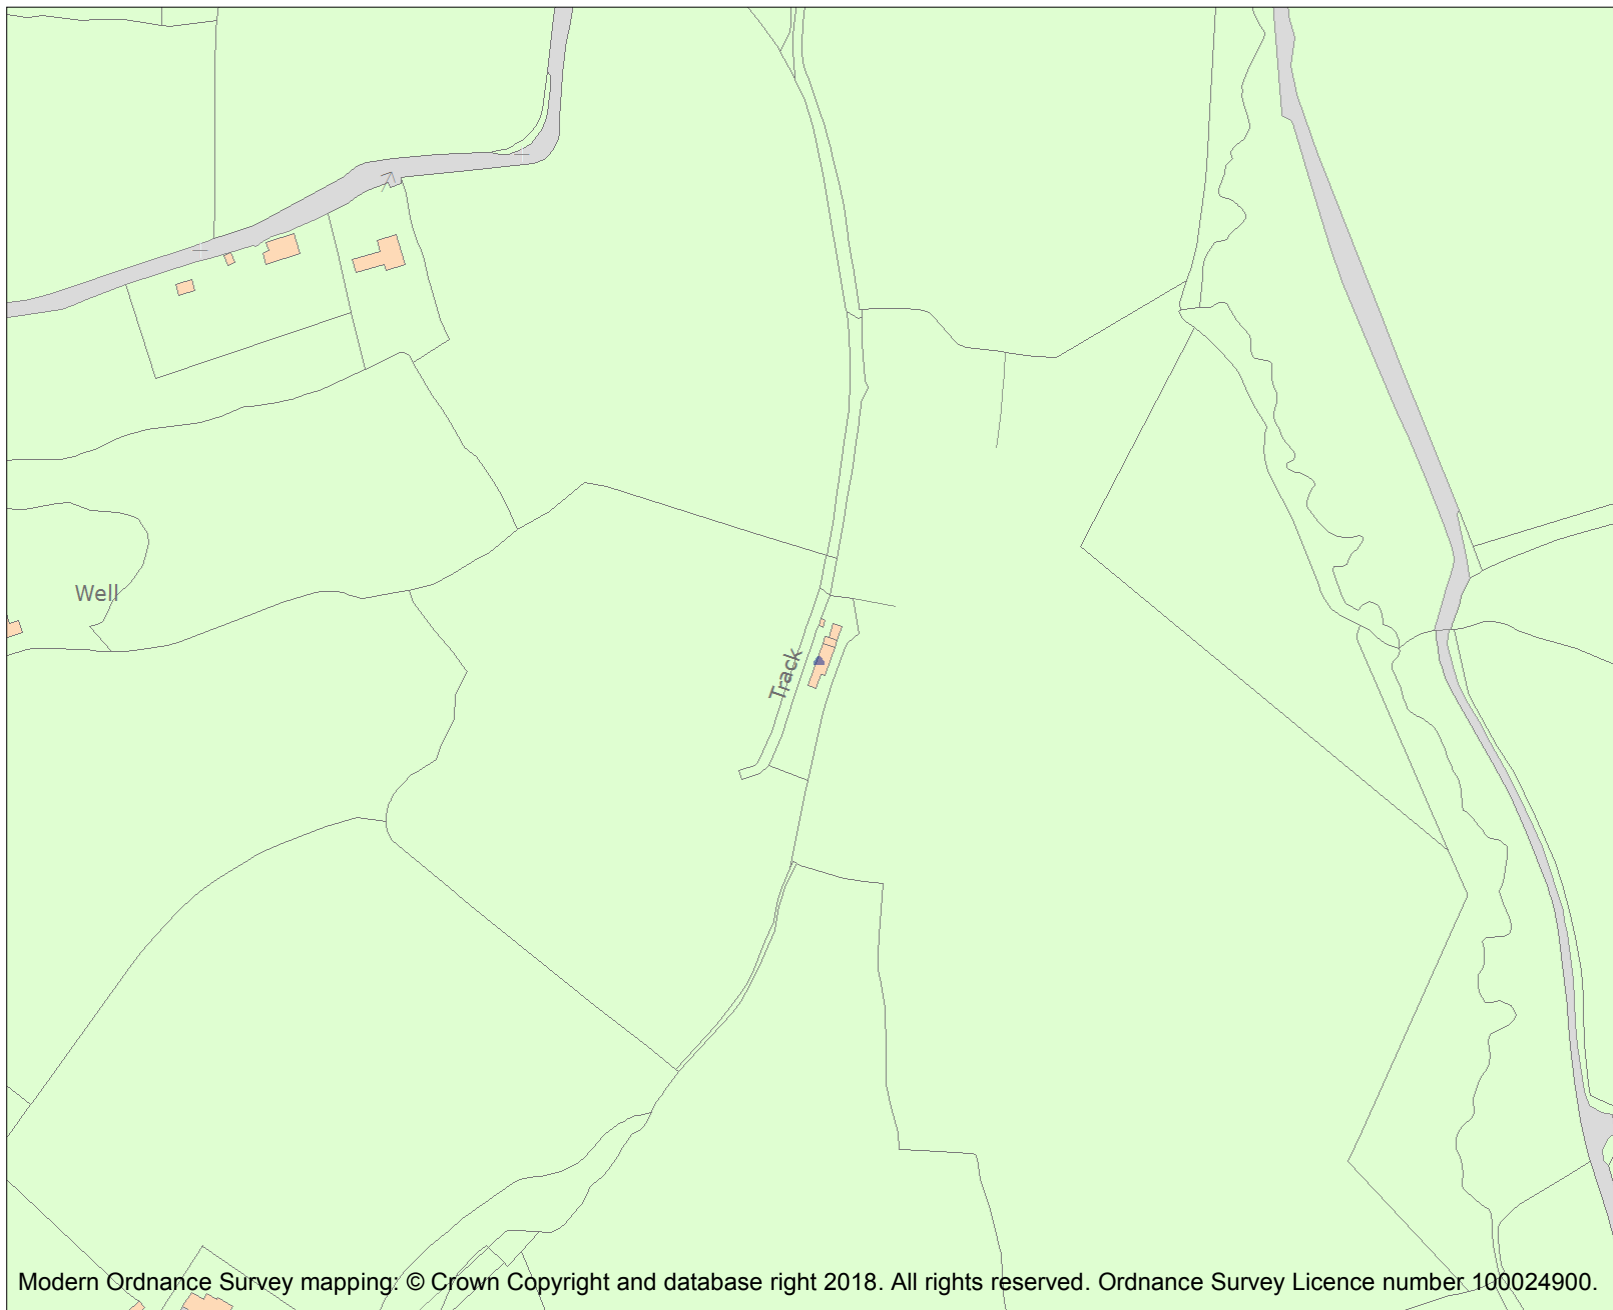 Well
Track
Modern Ordnance Survey mapping: © Crown Copyright and database right 2018. All rights reserved. Ordnance Survey Licence number 100024900.